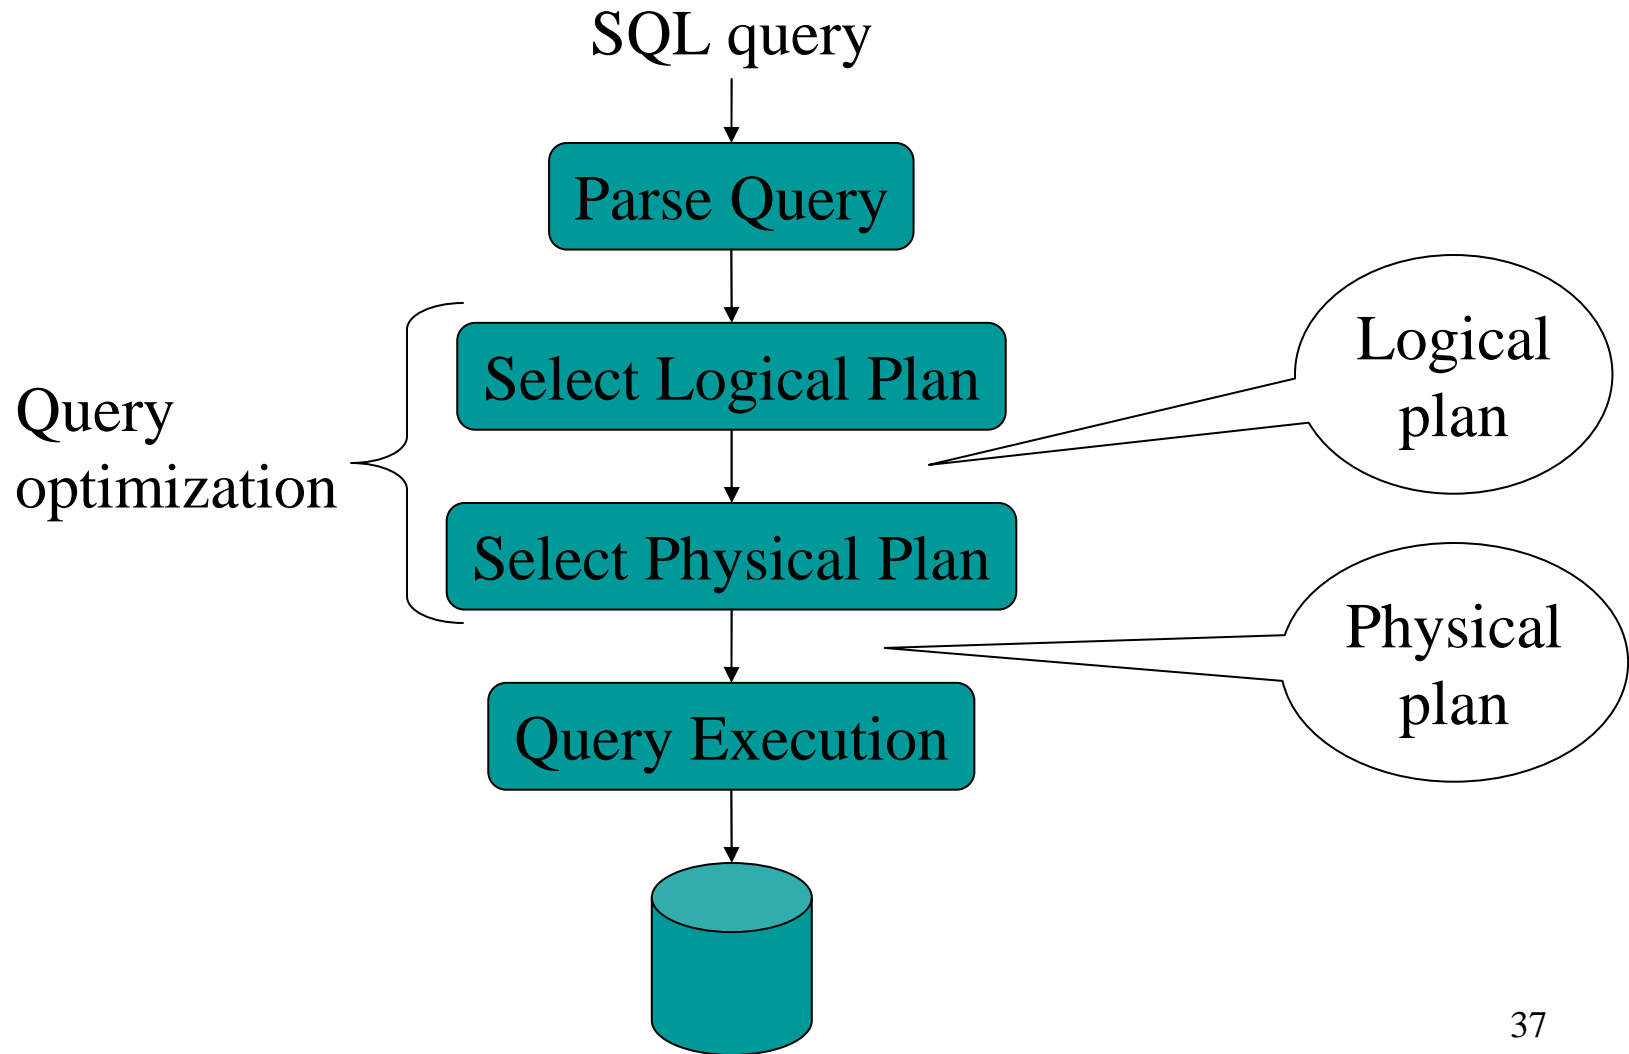 SQL query
Parse Query
Select Logical Plan
Query
optimization
Select Physical Plan
Query Execution
Logical
plan
Physical
plan
37